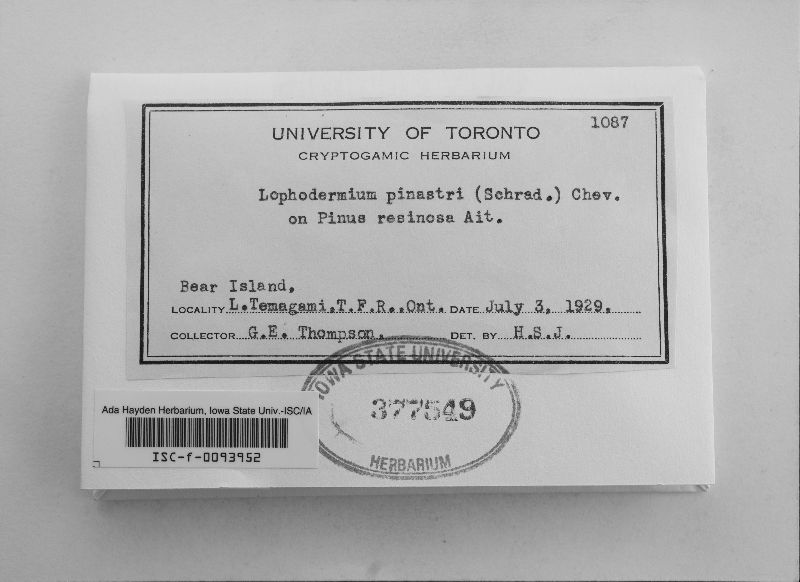 1087
UNIVERSITY OF TORONTO
CRYPTOGAMIC HERBARIUM
Lophodermium pinastri (Schrad.) Chev.
on Pinus resinosa Ait.
Bear Island,
LOCALITY L.Temagami,T.F.R.,Ont. DATE July 3, 1929.
COLLECTOR G.E. Thompson. DET. BY H.S.J.
IOWA STATE UNIVERSITY
377549
HERBARIUM
Ada Hayden Herbarium, Iowa State Univ.-ISC/IA
ISC-f-0093952